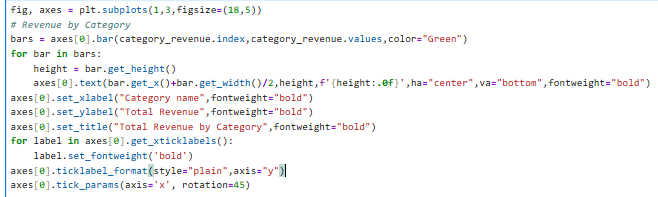 fig, axes = plt.subplots(1,3,figsize=(18,5))
# Revenue by Category
bars = axes[0].bar(category_revenue.index,category_revenue.values,color="Green")
for bar in bars:
    height = bar.get_height()
    axes[0].text(bar.get_x()+bar.get_width()/2,height,f'{height:.0f}',ha="center",va="bottom",fontweight="bold")
axes[0].set_xlabel("Category name",fontweight="bold")
axes[0].set_ylabel("Total Revenue",fontweight="bold")
axes[0].set_title("Total Revenue by Category",fontweight="bold")
for label in axes[0].get_xticklabels():
    label.set_fontweight('bold')
axes[0].ticklabel_format(style="plain",axis="y")
axes[0].tick_params(axis='x', rotation=45)